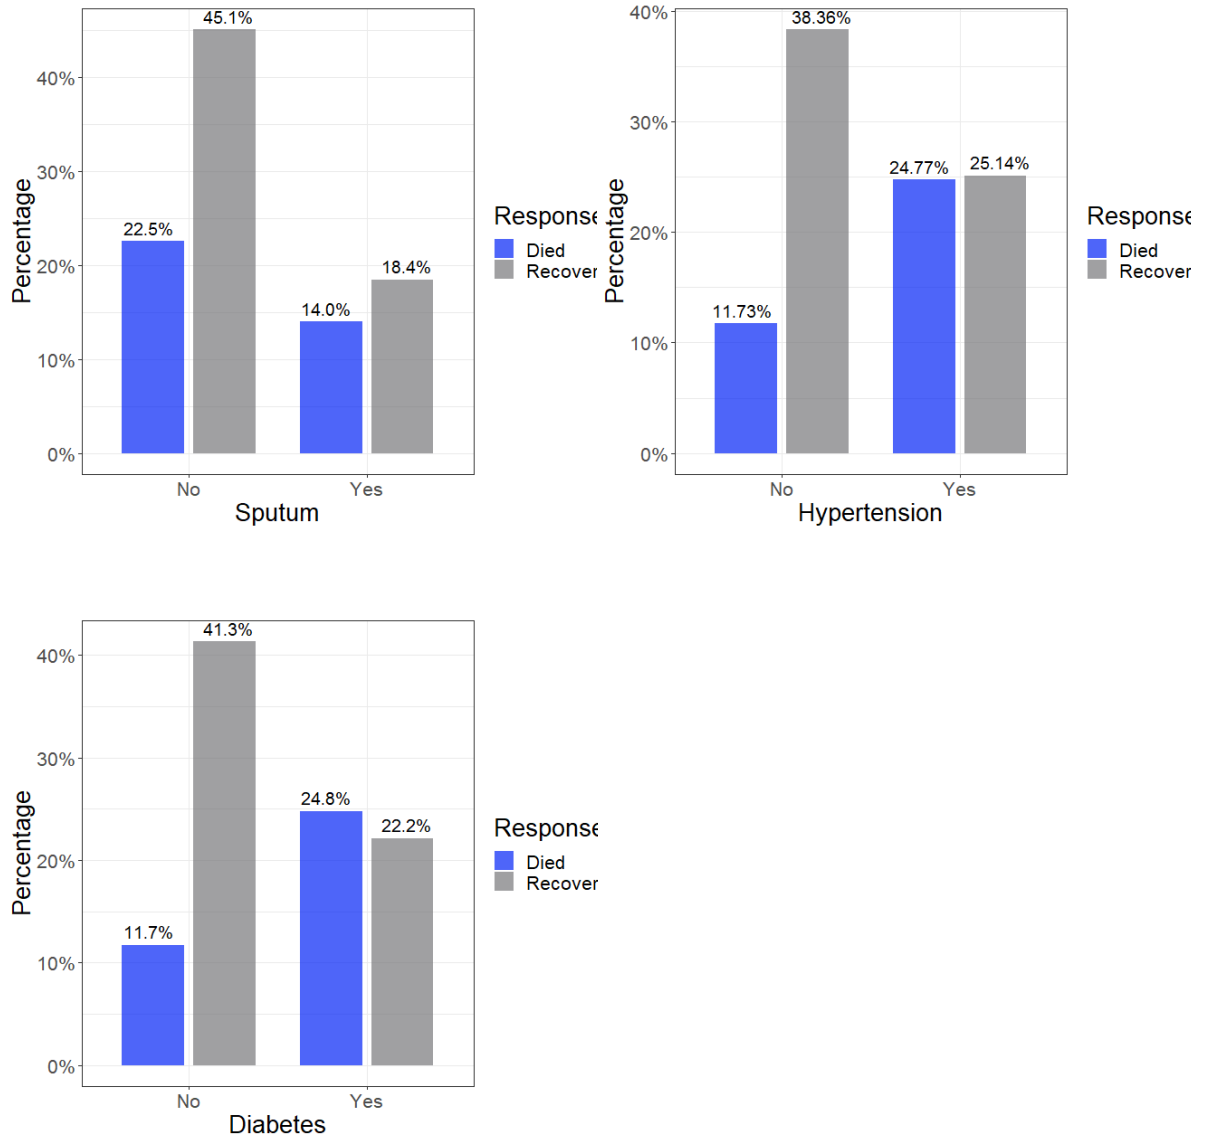 45.1%
40%
30%
22.5%
20%
18.4%
14.0%
10%
0%
Percentage
No
Yes
Sputum
Response
Died
Recover
40%
38.36%
30%
24.77%
25.14%
20%
11.73%
10%
0%
Percentage
No
Yes
Hypertension
Response
Died
Recover
41.3%
40%
30%
24.8%
22.2%
20%
11.7%
10%
0%
Percentage
No
Yes
Diabetes
Response
Died
Recover